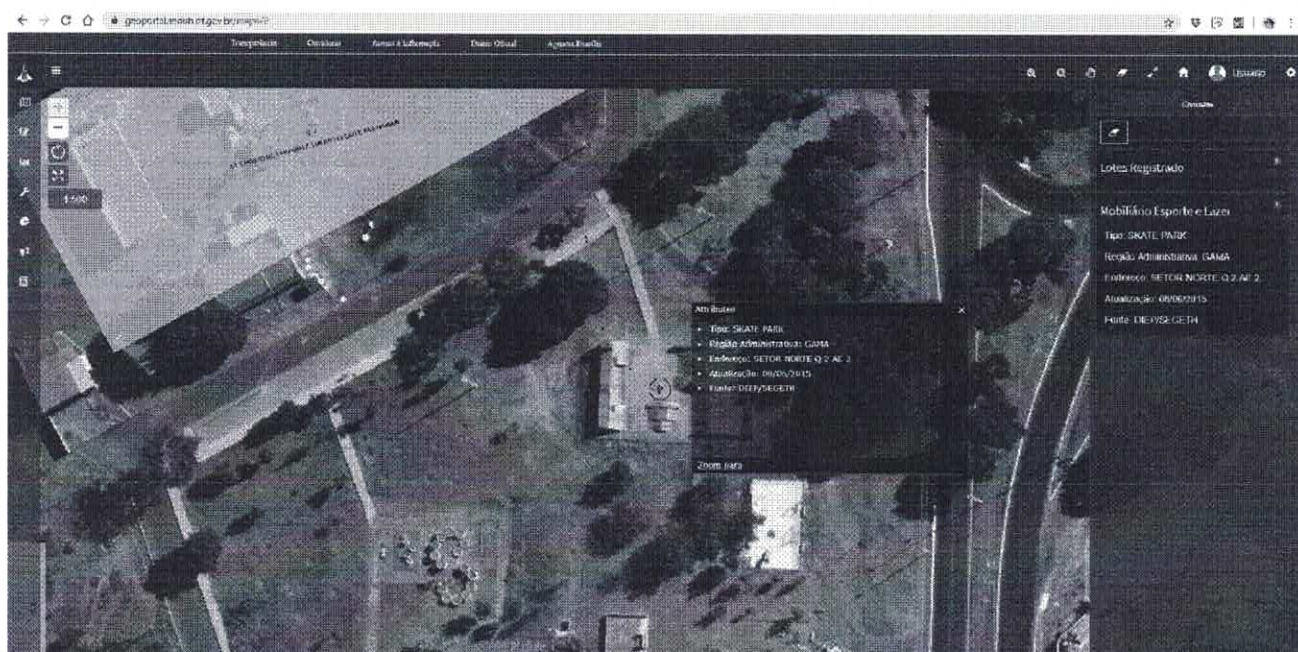 Transparência Ouvidoria Acesso à Informação Diário Oficial Agência Brasília
Usuário
Consulta
1:500
Lotes Registrado
Mobiliário Esporte e Lazer
Tipo: SKATE PARK
Região Administrativa: GAMA
Endereço: SETOR NORTE Q 2 AE 2
Atualização: 08/06/2015
Fonte: DIEP/SEGETH
Atributos
Tipo: SKATE PARK
Região Administrativa: GAMA
Endereço: SETOR NORTE Q 2 AE 2
Atualização: 08/06/2015
Fonte: DIEP/SEGETH
Zoom para